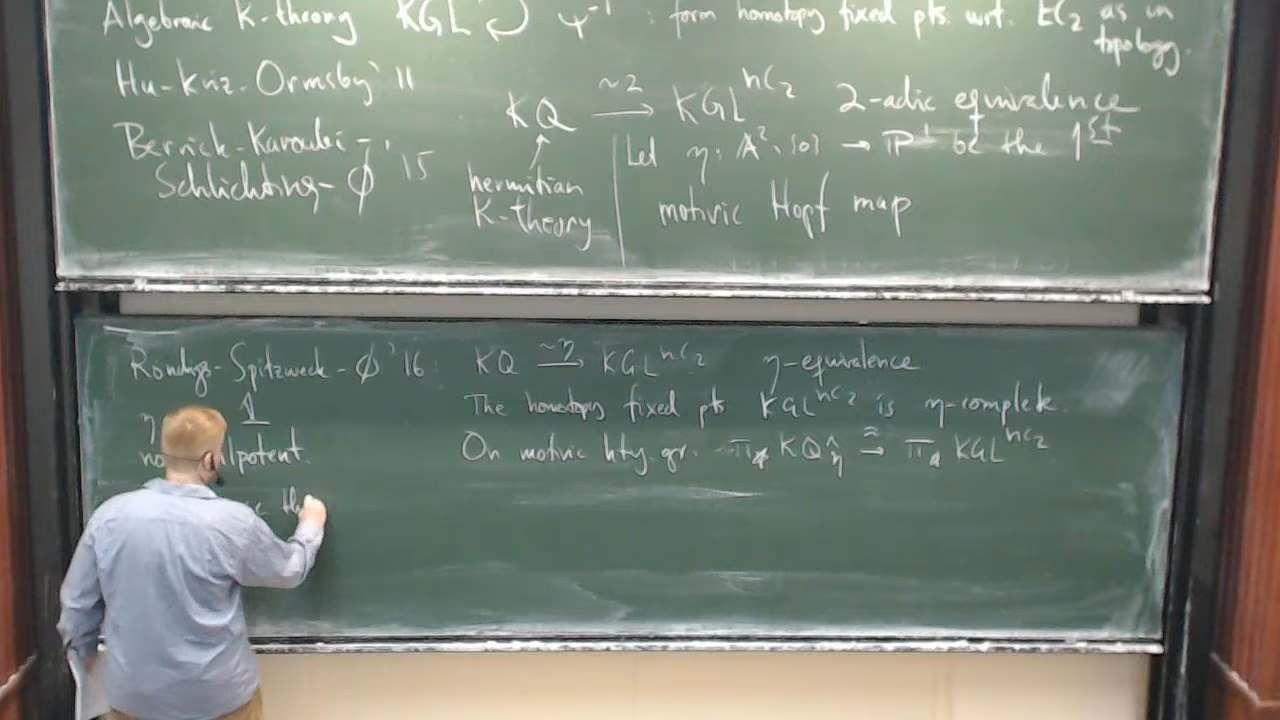 Algebraic K-theory KGL ↻ ψ⁻¹ : form homotopy fixed pts wrt. EC₂ as in topology.
Hu-Kriz-Ormsby '11
KQ →^{~2} KGL^{hC₂} 2-adic equivalence
Berrick-Karoubi-
Schlichting-Ø '15
hermitian
K-theory
Let η: A²∖{0} → P¹ be the 1st
motivic Hopf map
Röndigs-Spitzweck-Ø '16: KQ →^{~η} KGL^{hC₂} η-equivalence
The homotopy fixed pts KGL^{hC₂} is η-complete.
On motivic hty. gr. π_⋆ KQ^∧_η →^{≅} π_⋆ KGL^{hC₂}
η 1